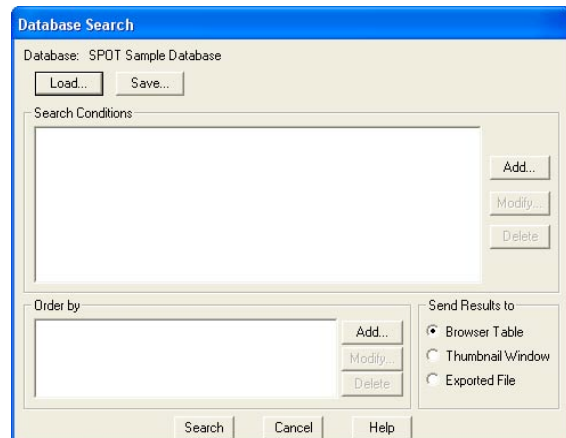 Database Search
Database: SPOT Sample Database
Load... Save...
Search Conditions
Add...
Modify...
Delete
Order by
Add...
Modify...
Delete
Send Results to
Browser Table
Thumbnail Window
Exported File
Search Cancel Help